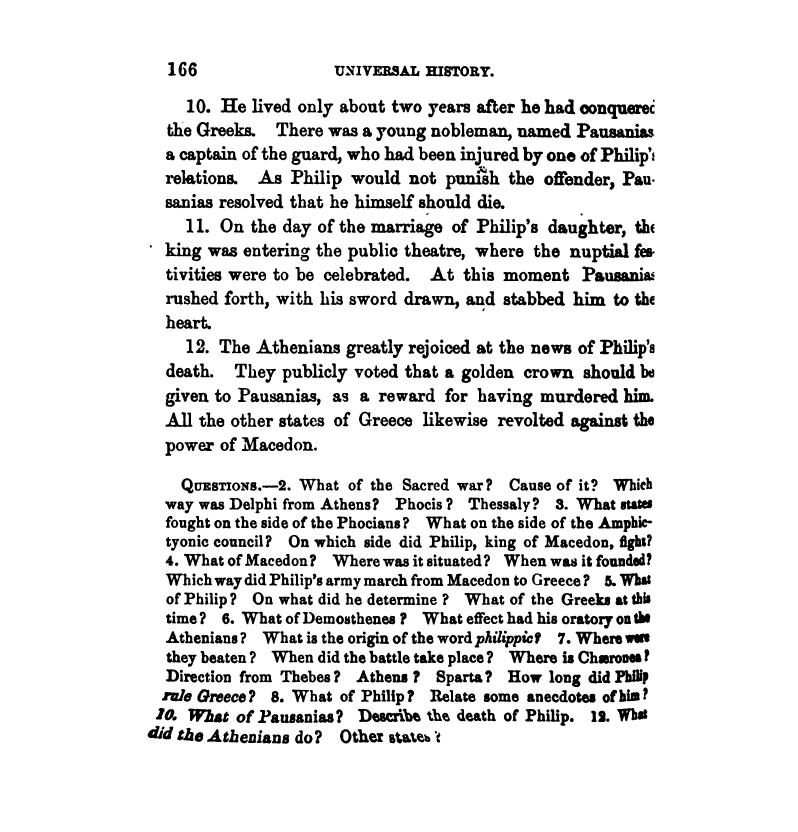 166 UNIVERSAL HISTORY.
10. He lived only about two years after he had conquered
the Greeks. There was a young nobleman, named Pausanias
a captain of the guard, who had been injured by one of Philip's
relations. As Philip would not punish the offender, Pau-
sanias resolved that he himself should die.
11. On the day of the marriage of Philip's daughter, the
king was entering the public theatre, where the nuptial fes-
tivities were to be celebrated. At this moment Pausanias
rushed forth, with his sword drawn, and stabbed him to the
heart.
12. The Athenians greatly rejoiced at the news of Philip's
death. They publicly voted that a golden crown should be
given to Pausanias, as a reward for having murdered him.
All the other states of Greece likewise revolted against the
power of Macedon.
QUESTIONS.—2. What of the Sacred war? Cause of it? Which
way was Delphi from Athens? Phocis? Thessaly? 3. What states
fought on the side of the Phocians? What on the side of the Amphic-
tyonic council? On which side did Philip, king of Macedon, fight?
4. What of Macedon? Where was it situated? When was it founded?
Which way did Philip's army march from Macedon to Greece? 5. What
of Philip? On what did he determine? What of the Greeks at this
time? 6. What of Demosthenes? What effect had his oratory on the
Athenians? What is the origin of the word philippic? 7. Where were
they beaten? When did the battle take place? Where is Chæronea?
Direction from Thebes? Athens? Sparta? How long did Philip
rule Greece? 8. What of Philip? Relate some anecdotes of him?
10. What of Pausanias? Describe the death of Philip. 12. What
did the Athenians do? Other states?